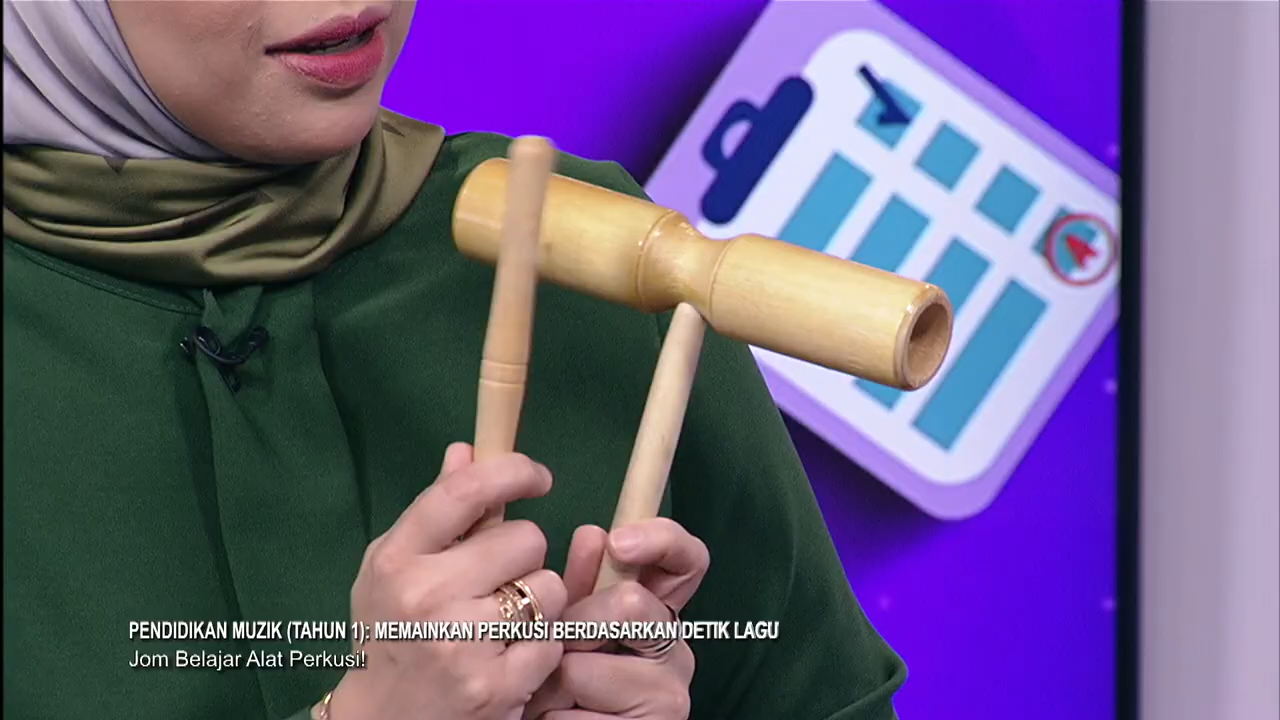 PENDIDIKAN MUZIK (TAHUN 1): MEMAINKAN PERKUSI BERDASARKAN DETIK LAGU
Jom Belajar Alat Perkusi!